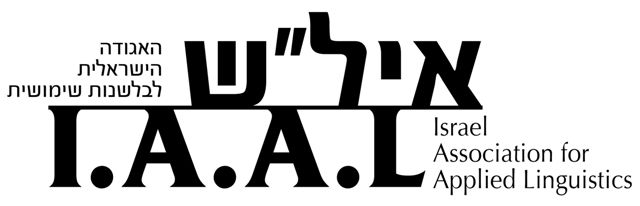 איל״ש
האגודה
הישראלית
לבלשנות שימושית
I.A.A.L
Israel
Association for
Applied Linguistics